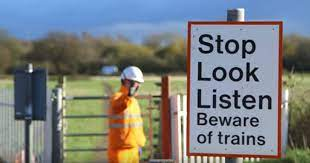 Stop
Look
Listen
Beware
of trains